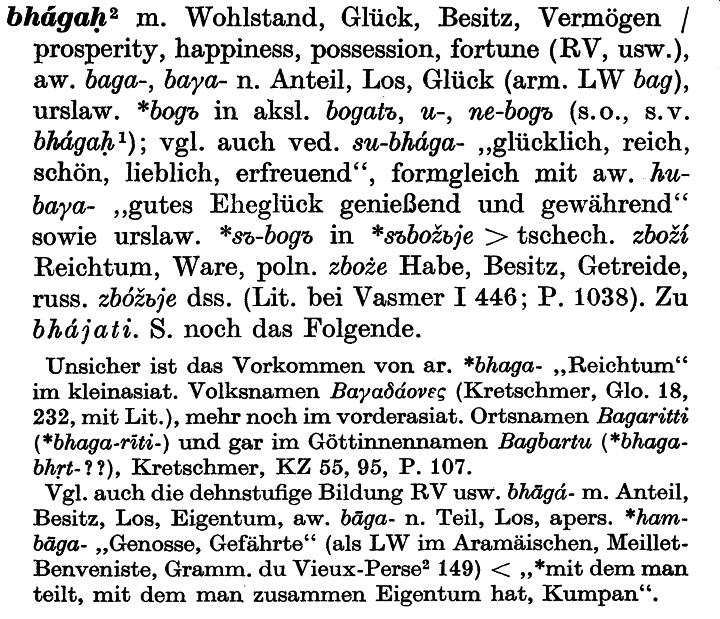 bhágaḥ² m. Wohlstand, Glück, Besitz, Vermögen /
prosperity, happiness, possession, fortune (RV, usw.),
aw. baga-, baγa- n. Anteil, Los, Glück (arm. LW bag),
urslaw. *bogъ in aksl. bogatъ, u-, ne-bogъ (s.o., s.v.
bhágaḥ¹); vgl. auch ved. su-bhága- „glücklich, reich,
schön, lieblich, erfreuend“, formgleich mit aw. hu-
baγa- „gutes Eheglück genießend und gewährend“
sowie urslaw. *sъ-bogъ in *sъbožьje > tschech. zboží
Reichtum, Ware, poln. zboże Habe, Besitz, Getreide,
russ. zbóžьje dss. (Lit. bei Vasmer I 446; P. 1038). Zu
bhájati. S. noch das Folgende.
Unsicher ist das Vorkommen von ar. *bhaga- „Reichtum“
im kleinasiat. Volksnamen Βαγαδάονες (Kretschmer, Glo. 18,
232, mit Lit.), mehr noch im vorderasiat. Ortsnamen Bagaritti
(*bhaga-rīti-) und gar im Göttinnennamen Bagbartu (*bhaga-
bhṛt-??), Kretschmer, KZ 55, 95, P. 107.
Vgl. auch die dehnstufige Bildung RV usw. bhāgá- m. Anteil,
Besitz, Los, Eigentum, aw. bāga- n. Teil, Los, apers. *ham-
bāga- „Genosse, Gefährte“ (als LW im Aramäischen, Meillet-
Benveniste, Gramm. du Vieux-Perse² 149) < „*mit dem man
teilt, mit dem man zusammen Eigentum hat, Kumpan“.